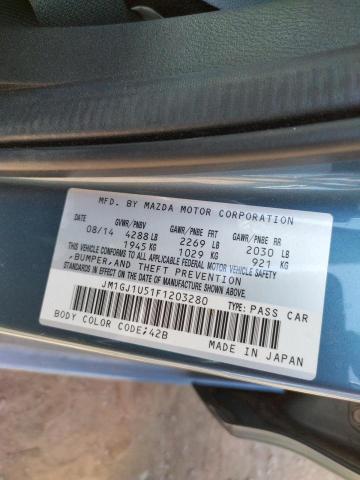 MFD. BY MAZDA MOTOR CORPORATION
GVWR/PNBV GAWR/PNBE FRT GAWR/PNBE RR
08/14 4288 LB 2269 LB 2030 LB
1945 KG 1029 KG 921 KG
THIS VEHICLE CONFORMS TO ALL APPLICABLE FEDERAL MOTOR VEHICLE SAFETY
,BUMPER,AND THEFT PREVENTION
STANDARDS IN EFFECT ON THE DATE OF MANUFACTURE SHOWN ABOVE.
JM1GJ1U51F1203280 TYPE: PASS CAR
BODY COLOR CODE;42B MADE IN JAPAN